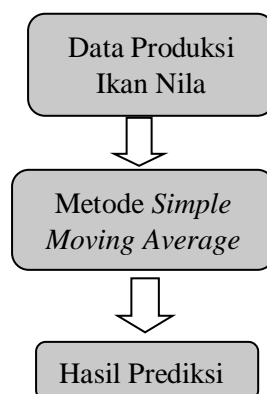 Data Produksi
Ikan Nila
Metode Simple
Moving Average
Hasil Prediksi